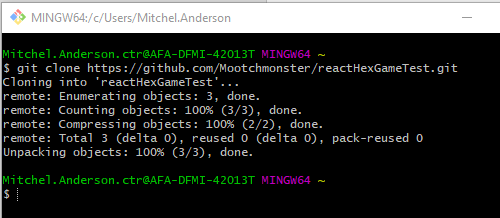 MINGW64:/c/Users/Mitchel.Anderson
Mitchel.Anderson.ctr@AFA-DFMI-42013T MINGW64 ~
$ git clone https://github.com/Mootchmonster/reactHexGameTest.git
Cloning into 'reactHexGameTest'...
remote: Enumerating objects: 3, done.
remote: Counting objects: 100% (3/3), done.
remote: Compressing objects: 100% (2/2), done.
remote: Total 3 (delta 0), reused 0 (delta 0), pack-reused 0
Unpacking objects: 100% (3/3), done.
Mitchel.Anderson.ctr@AFA-DFMI-42013T MINGW64 ~
$